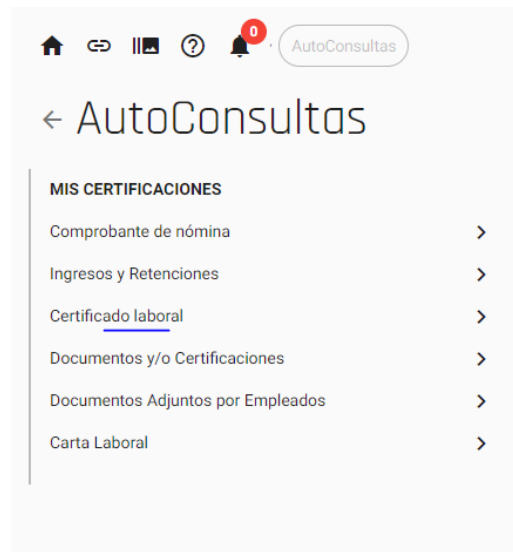 0
AutoConsultas
AutoConsultas
MIS CERTIFICACIONES
Comprobante de nómina
Ingresos y Retenciones
Certificado laboral
Documentos y/o Certificaciones
Documentos Adjuntos por Empleados
Carta Laboral